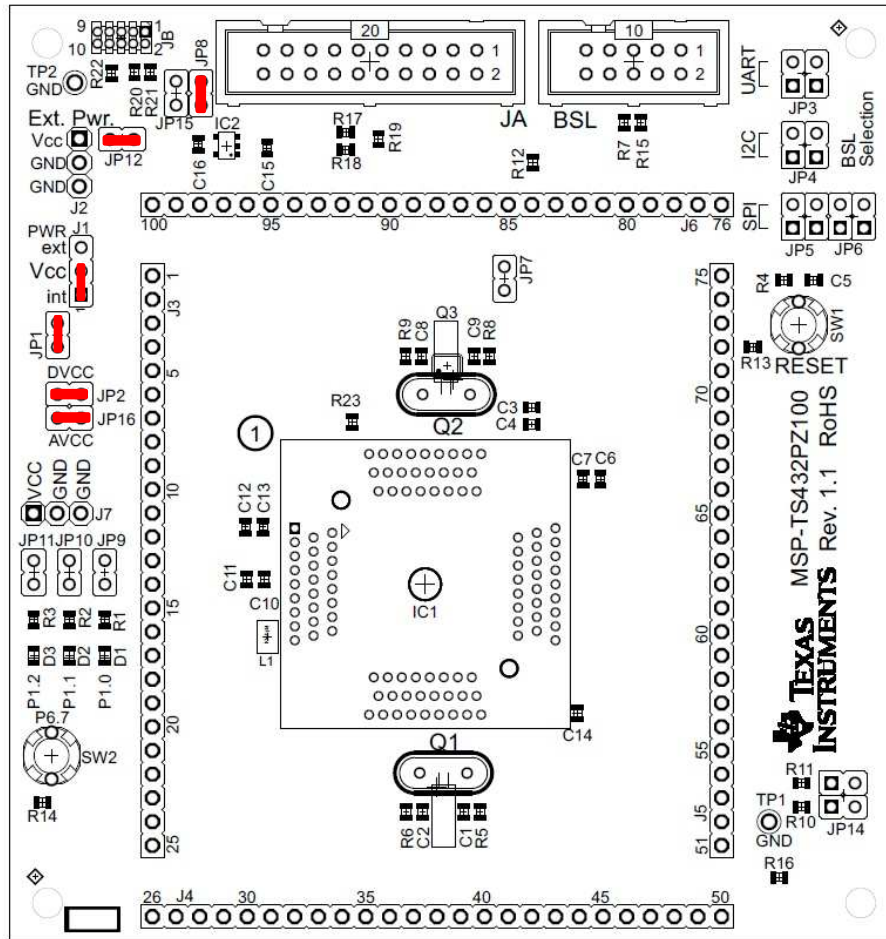 9 1
10 2
JB
20
10
1
2
1
2
JP8
UART
JP3
TP2
GND
R22
R20
R21
JP15
IC2
R17
R18
R19
JA
BSL
R7
R15
R12
I2C
JP4
BSL
Selection
Ext. Pwr.
Vcc
GND
GND
J2
JP12
C16
C15
100
95
90
85
80
J6
76
SPI
JP5
JP6
PWR
J1
ext
Vcc
int
1
JP1
DVCC
JP2
JP16
AVCC
1
J3
5
10
15
20
25
JP7
75
70
65
60
55
J5
51
R4
C5
SW1
R13
RESET
Q3
R9
C8
C9
R8
Q2
C3
C4
R23
1
C7
C6
VCC
GND
GND
J7
JP11
JP10
JP9
C12
C13
C11
C10
L1
IC1
R3
R2
R1
D3
D2
D1
P1.2
P1.1
P1.0
P6.7
SW2
R14
C14
Q1
R6
C2
C1
R5
MSP-TS432PZ100
Rev. 1.1 RoHS
TEXAS
INSTRUMENTS
R11
R10
TP1
GND
JP14
R16
26
J4
30
35
40
45
50